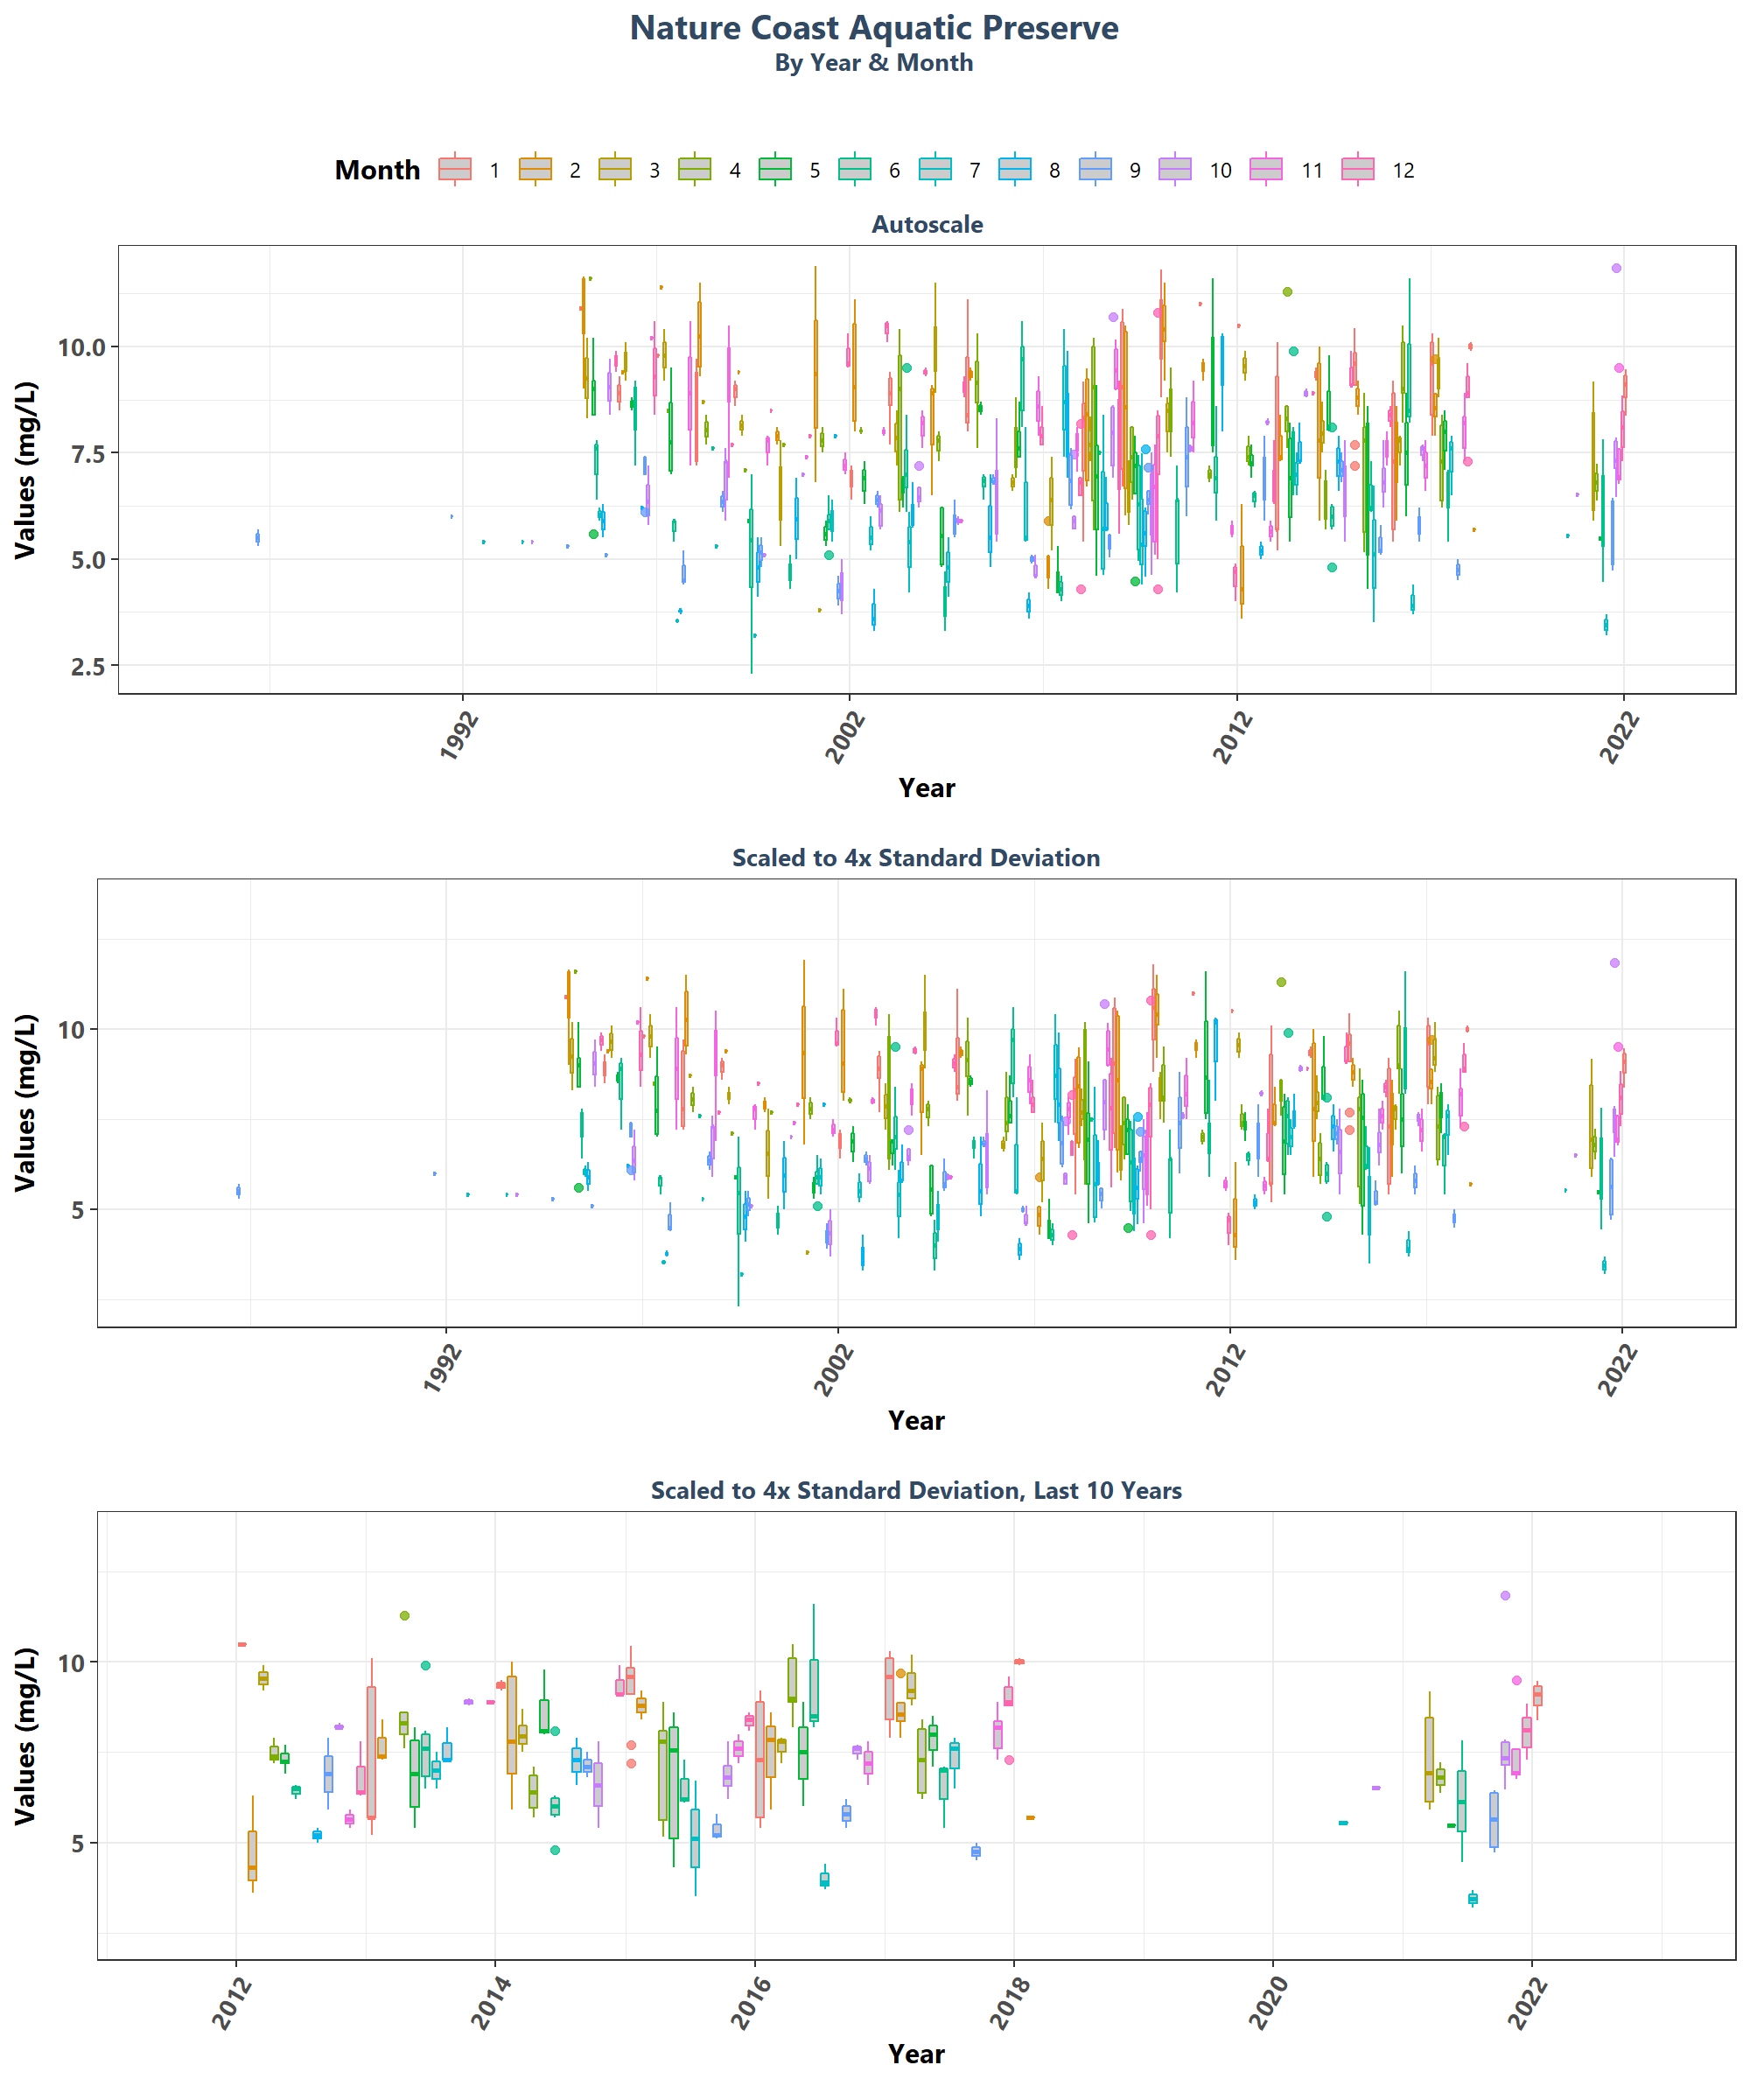 Nature Coast Aquatic Preserve
By Year & Month
Month 1 2 3 4 5 6 7 8 9 10 11 12
Autoscale
10.0
7.5
5.0
2.5
Values (mg/L)
1992 2002 2012 2022
Year
Scaled to 4x Standard Deviation
10
5
Values (mg/L)
1992 2002 2012 2022
Year
Scaled to 4x Standard Deviation, Last 10 Years
10
5
Values (mg/L)
2012 2014 2016 2018 2020 2022
Year